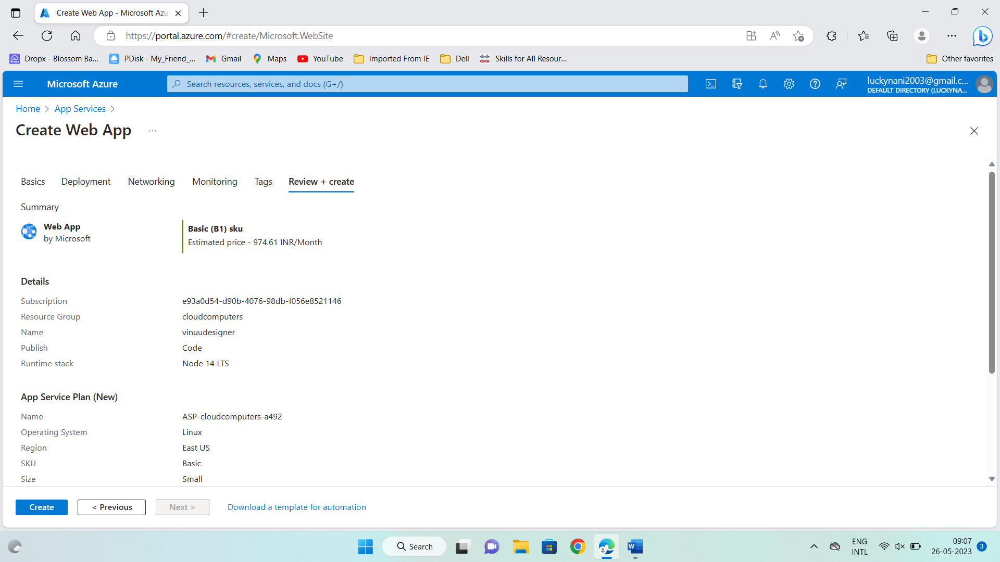 Create Web App - Microsoft Azu
https://portal.azure.com/#create/Microsoft.WebSite
Dropx - Blossom Ba... PDisk - My_Friend_... Gmail Maps YouTube Imported From IE Dell Skills for All Resour... Other favorites
Microsoft Azure Search resources, services, and docs (G+/) luckynani2003@gmail.c...
DEFAULT DIRECTORY (LUCKYNA...
Home > App Services >
Create Web App ...
Basics Deployment Networking Monitoring Tags Review + create
Summary
Web App
by Microsoft
Basic (B1) sku
Estimated price - 974.61 INR/Month
Details
Subscription e93a0d54-d90b-4076-98db-f056e8521146
Resource Group cloudcomputers
Name vinuudesigner
Publish Code
Runtime stack Node 14 LTS
App Service Plan (New)
Name ASP-cloudcomputers-a492
Operating System Linux
Region East US
SKU Basic
Size Small
Create < Previous Next > Download a template for automation
Search
ENG
INTL
09:07
26-05-2023
3